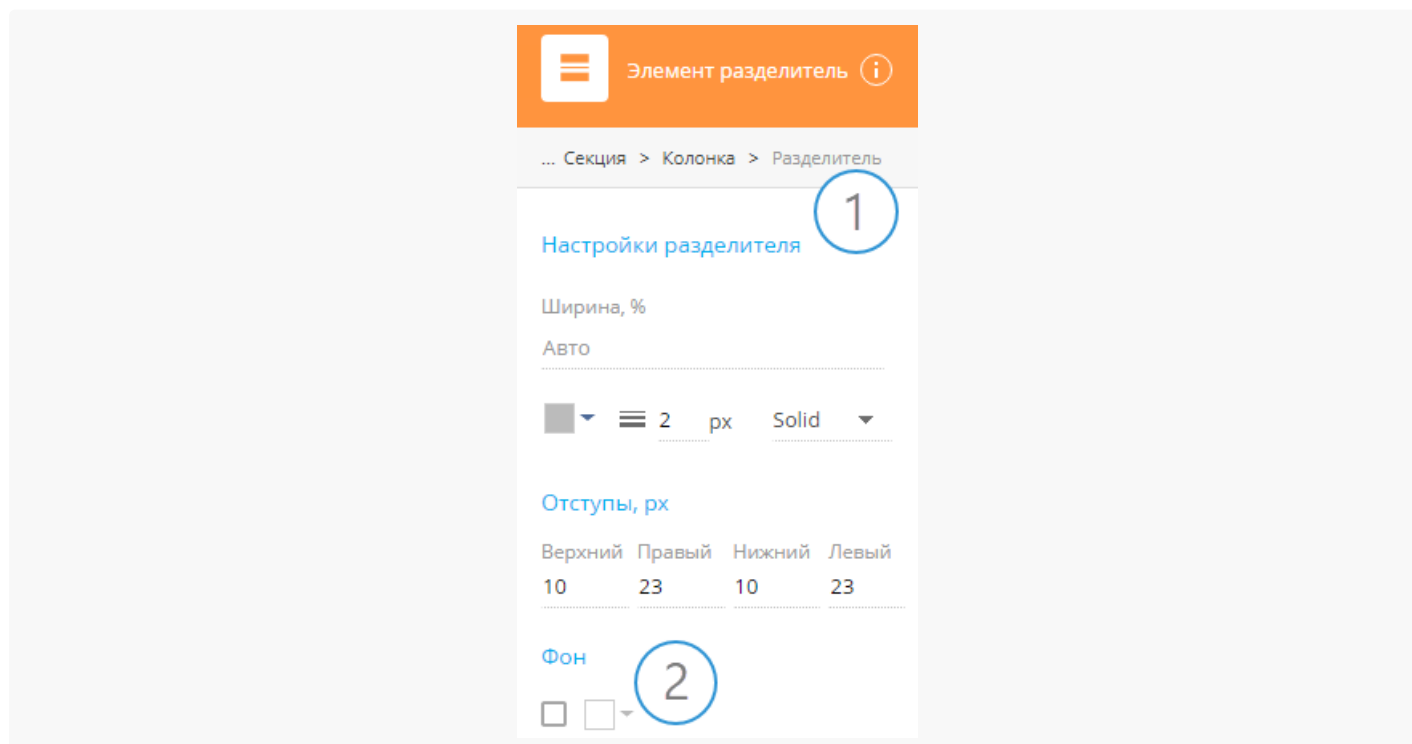 Элемент разделитель i
... Секция > Колонка > Разделитель
1
Настройки разделителя
Ширина, %
Авто
2 px Solid
Отступы, px
Верхний Правый Нижний Левый
10 23 10 23
Фон
2